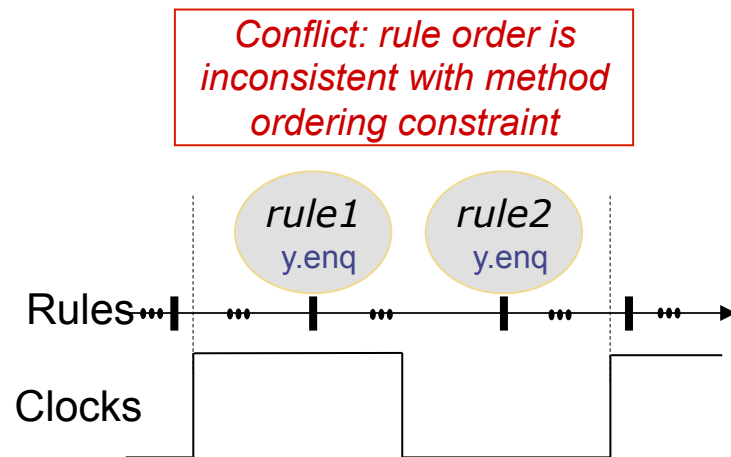 Conflict: rule order is
inconsistent with method
ordering constraint
rule1 rule2
y.enq y.enq
Rules
Clocks